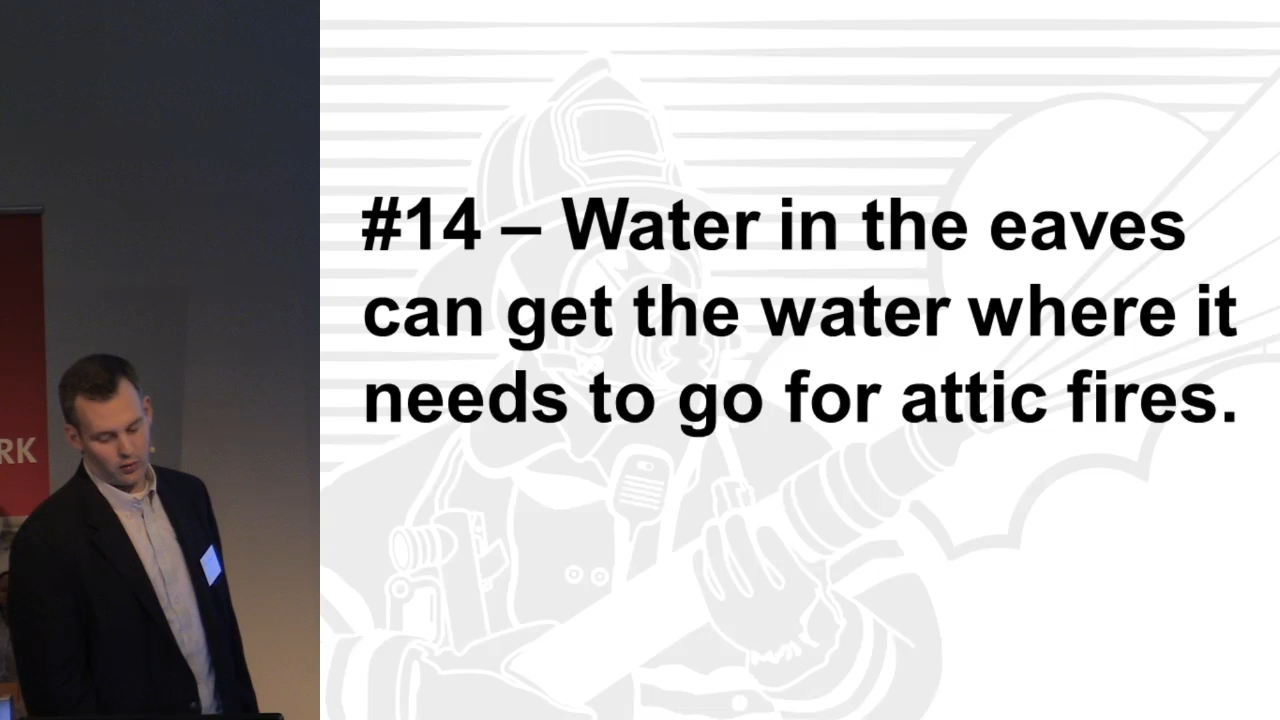 RK
#14 – Water in the eaves
can get the water where it
needs to go for attic fires.